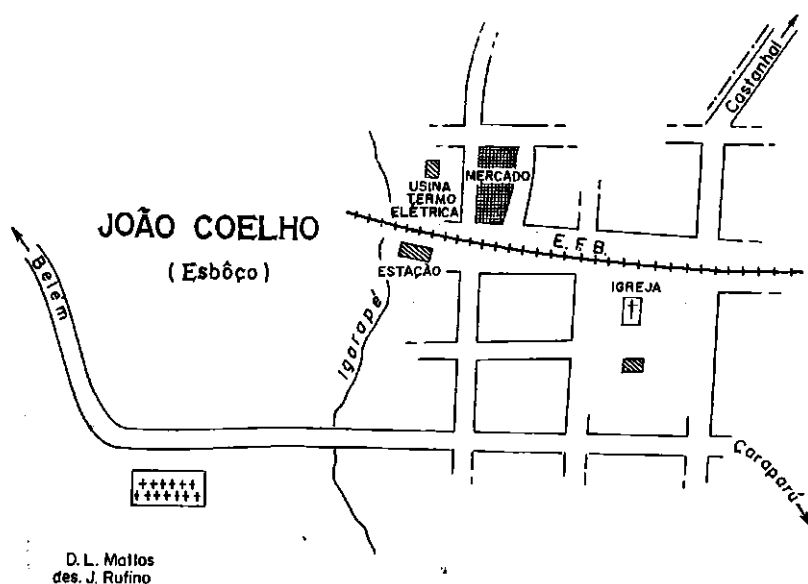 Castanhal
MERCADO
USINA
TERMO
ELÉTRICA
JOÃO COELHO
(Esbôço)
E. F. B.
Belém
ESTAÇÃO
IGREJA
Igarapé
Caraparú
D. L. Mattos
des. J. Rufino